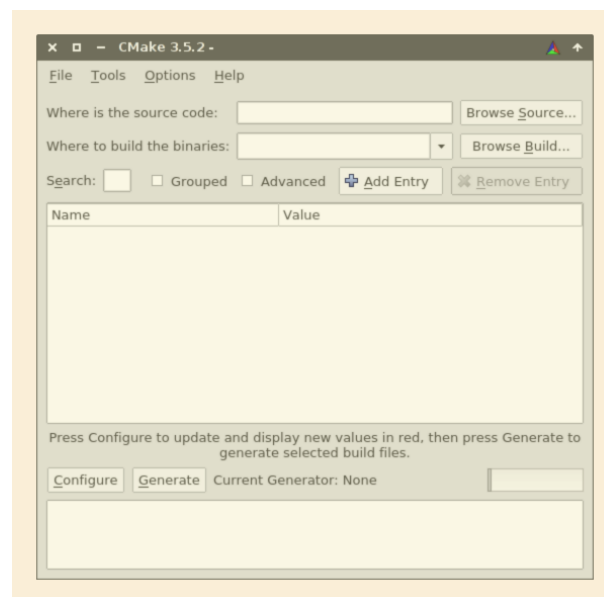 CMake 3.5.2 -
File Tools Options Help
Where is the source code: Browse Source...
Where to build the binaries: Browse Build...
Search: Grouped Advanced Add Entry Remove Entry
Name Value
Press Configure to update and display new values in red, then press Generate to
generate selected build files.
Configure Generate Current Generator: None